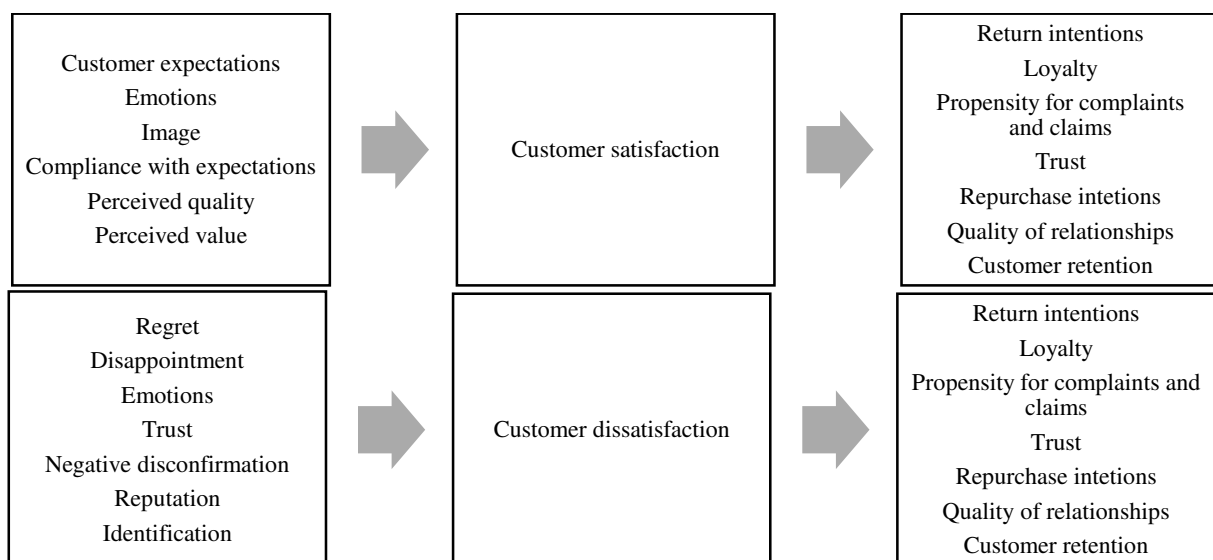 Customer expectations
Emotions
Image
Compliance with expectations
Perceived quality
Perceived value
Customer satisfaction
Return intentions
Loyalty
Propensity for complaints
and claims
Trust
Repurchase intetions
Quality of relationships
Customer retention
Regret
Disappointment
Emotions
Trust
Negative disconfirmation
Reputation
Identification
Customer dissatisfaction
Return intentions
Loyalty
Propensity for complaints and
claims
Trust
Repurchase intetions
Quality of relationships
Customer retention